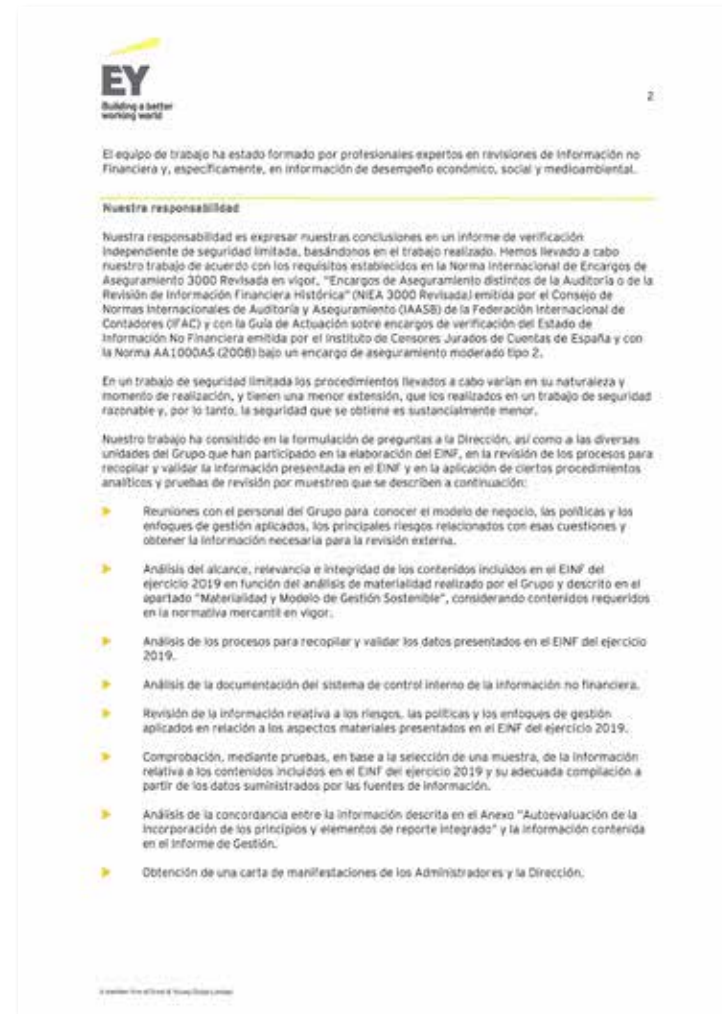 EY
Building a better
working world
2
El equipo de trabajo ha estado formado por profesionales expertos en revisiones de Información no
Financiera y, específicamente, en información de desempeño económico, social y medioambiental.
Nuestra responsabilidad
Nuestra responsabilidad es expresar nuestras conclusiones en un informe de verificación
independiente de seguridad limitada, basándonos en el trabajo realizado. Hemos llevado a cabo
nuestro trabajo de acuerdo con los requisitos establecidos en la Norma Internacional de Encargos de
Aseguramiento 3000 Revisada en vigor, "Encargos de Aseguramiento distintos de la Auditoría o de la
Revisión de Información Financiera Histórica" (NIEA 3000 Revisada) emitida por el Consejo de
Normas Internacionales de Auditoría y Aseguramiento (IAASB) de la Federación Internacional de
Contadores (IFAC) y con la Guía de Actuación sobre encargos de verificación del Estado de
Información No Financiera emitida por el Instituto de Censores Jurados de Cuentas de España y con
la Norma AA1000AS (2008) bajo un encargo de aseguramiento moderado tipo 2.
En un trabajo de seguridad limitada los procedimientos llevados a cabo varían en su naturaleza y
momento de realización, y tienen una menor extensión, que los realizados en un trabajo de seguridad
razonable y, por lo tanto, la seguridad que se obtiene es sustancialmente menor.
Nuestro trabajo ha consistido en la formulación de preguntas a la Dirección, así como a las diversas
unidades del Grupo que han participado en la elaboración del EINF, en la revisión de los procesos para
recopilar y validar la información presentada en el EINF y en la aplicación de ciertos procedimientos
analíticos y pruebas de revisión por muestreo que se describen a continuación:
Reuniones con el personal del Grupo para conocer el modelo de negocio, las políticas y los
enfoques de gestión aplicados, los principales riesgos relacionados con esas cuestiones y
obtener la información necesaria para la revisión externa.
Análisis del alcance, relevancia e integridad de los contenidos incluidos en el EINF del
ejercicio 2019 en función del análisis de materialidad realizado por el Grupo y descrito en el
apartado "Materialidad y Modelo de Gestión Sostenible", considerando contenidos requeridos
en la normativa mercantil en vigor.
Análisis de los procesos para recopilar y validar los datos presentados en el EINF del ejercicio
2019.
Análisis de la documentación del sistema de control interno de la información no financiera.
Revisión de la información relativa a los riesgos, las políticas y los enfoques de gestión
aplicados en relación a los aspectos materiales presentados en el EINF del ejercicio 2019.
Comprobación, mediante pruebas, en base a la selección de una muestra, de la información
relativa a los contenidos incluidos en el EINF del ejercicio 2019 y su adecuada compilación a
partir de los datos suministrados por las fuentes de información.
Análisis de la concordancia entre la información descrita en el Anexo "Autoevaluación de la
incorporación de los principios y elementos de reporte integrado" y la información contenida
en el Informe de Gestión.
Obtención de una carta de manifestaciones de los Administradores y la Dirección.
A member firm of Ernst & Young Global Limited